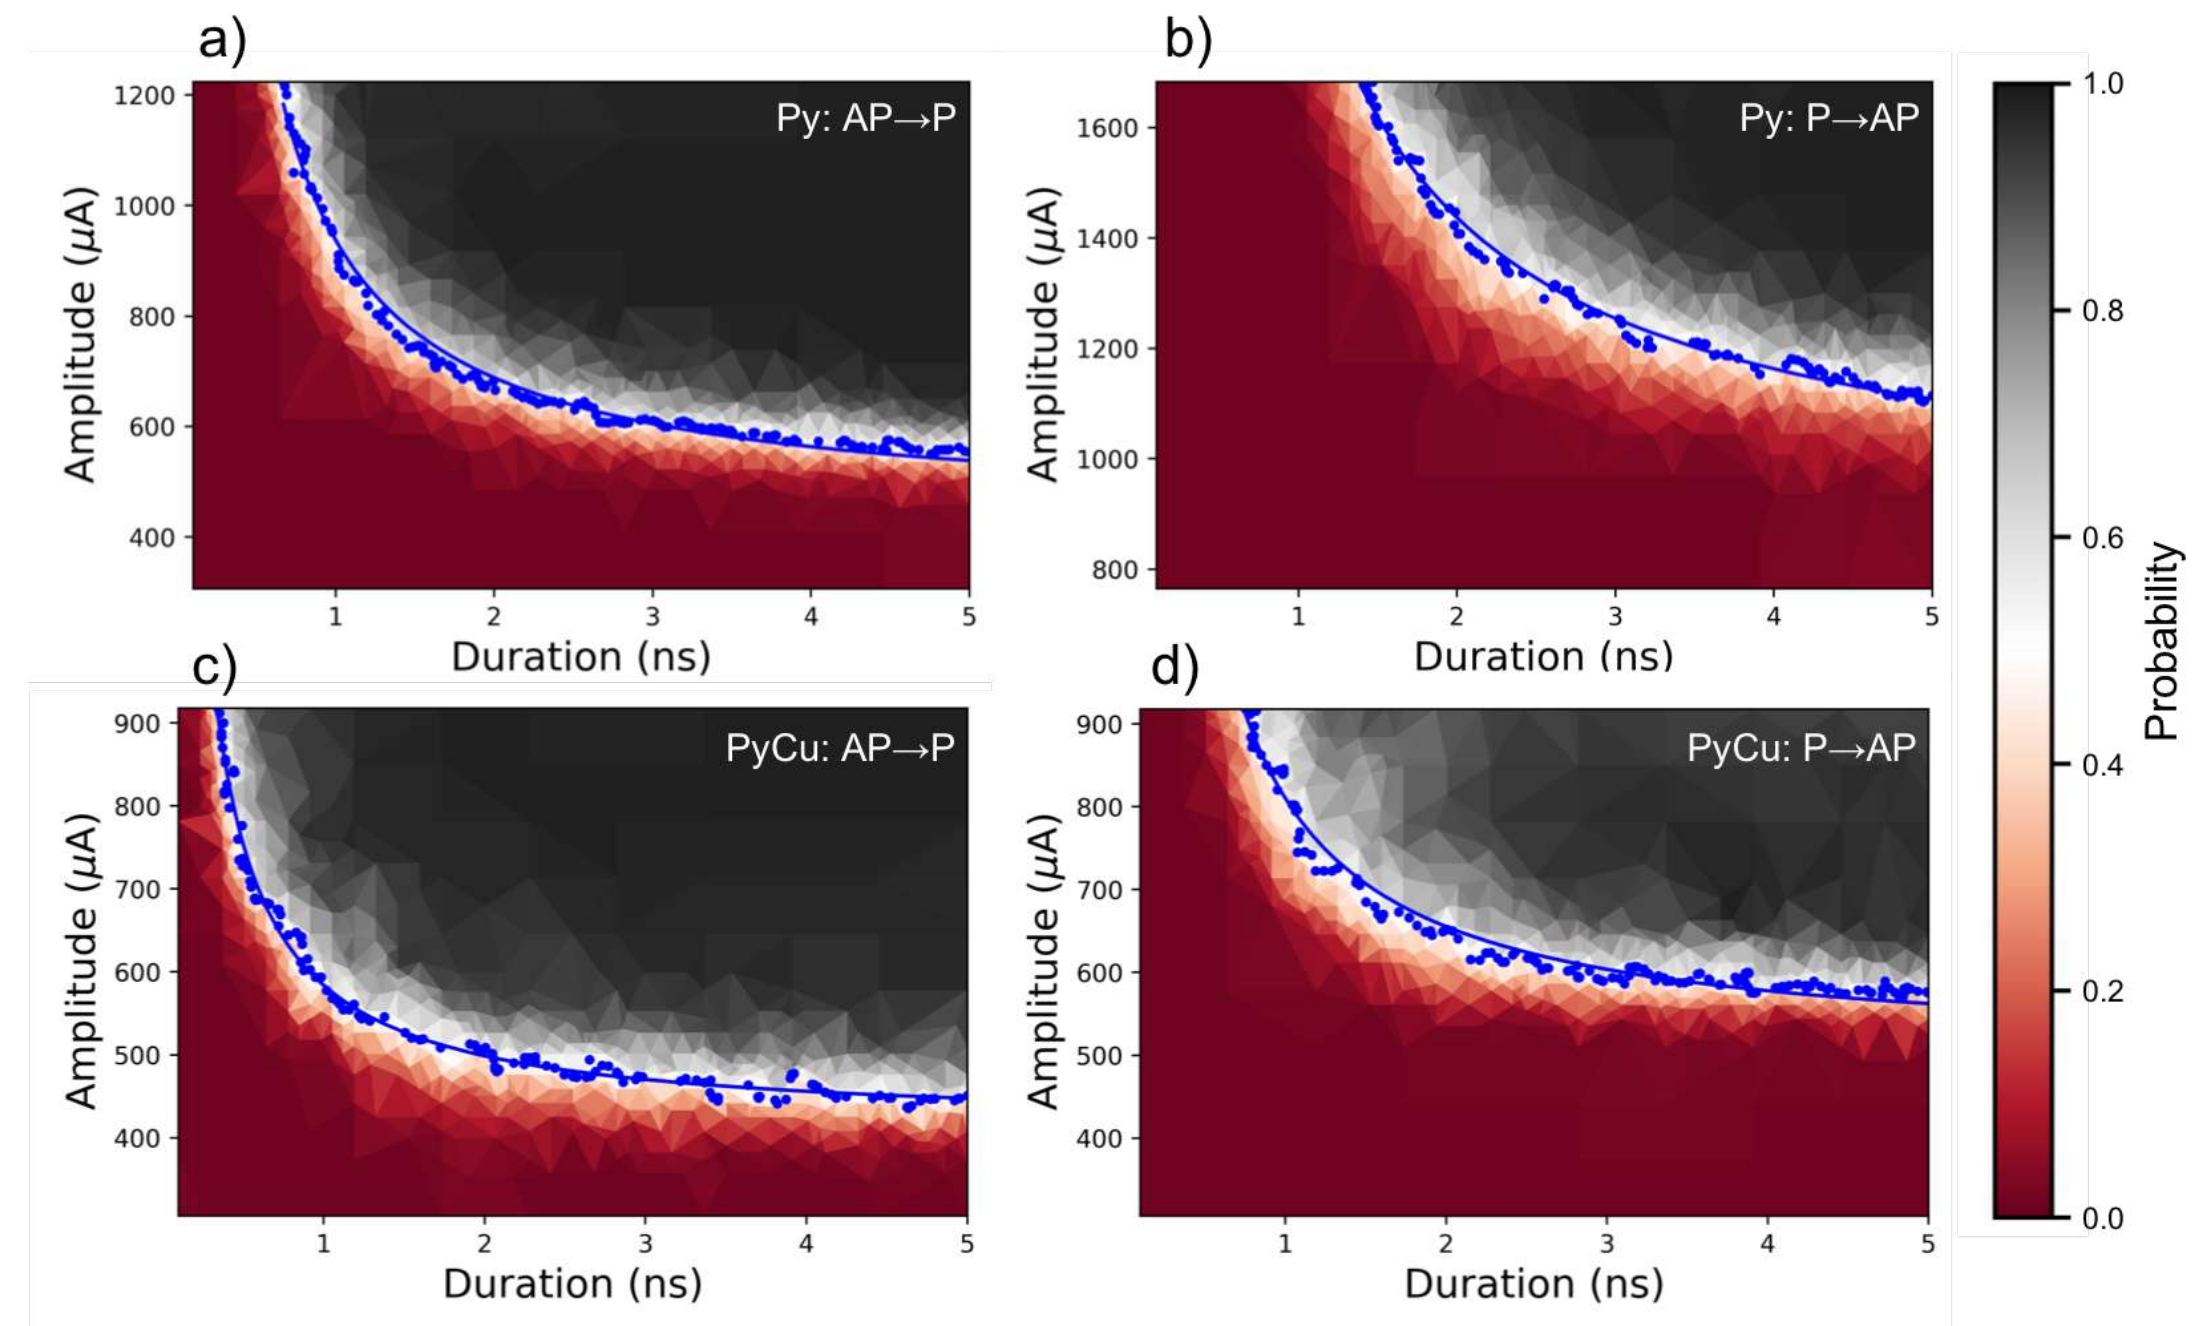 a)
Py: AP→P
1200
1000
800
600
400
Amplitude (μA)
1
2
3
4
5
Duration (ns)
b)
Py: P→AP
1600
1400
1200
1000
800
Amplitude (μA)
1
2
3
4
5
Duration (ns)
c)
PyCu: AP→P
900
800
700
600
500
400
Amplitude (μA)
1
2
3
4
5
Duration (ns)
d)
PyCu: P→AP
900
800
700
600
500
400
Amplitude (μA)
1
2
3
4
5
Duration (ns)
1.0
0.8
0.6
0.4
0.2
0.0
Probability